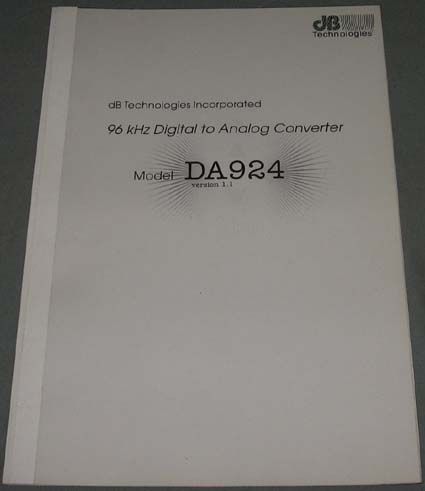 dB
Technologies
dB Technologies Incorporated
96 kHz Digital to Analog Converter
Model DA924
version 1.1